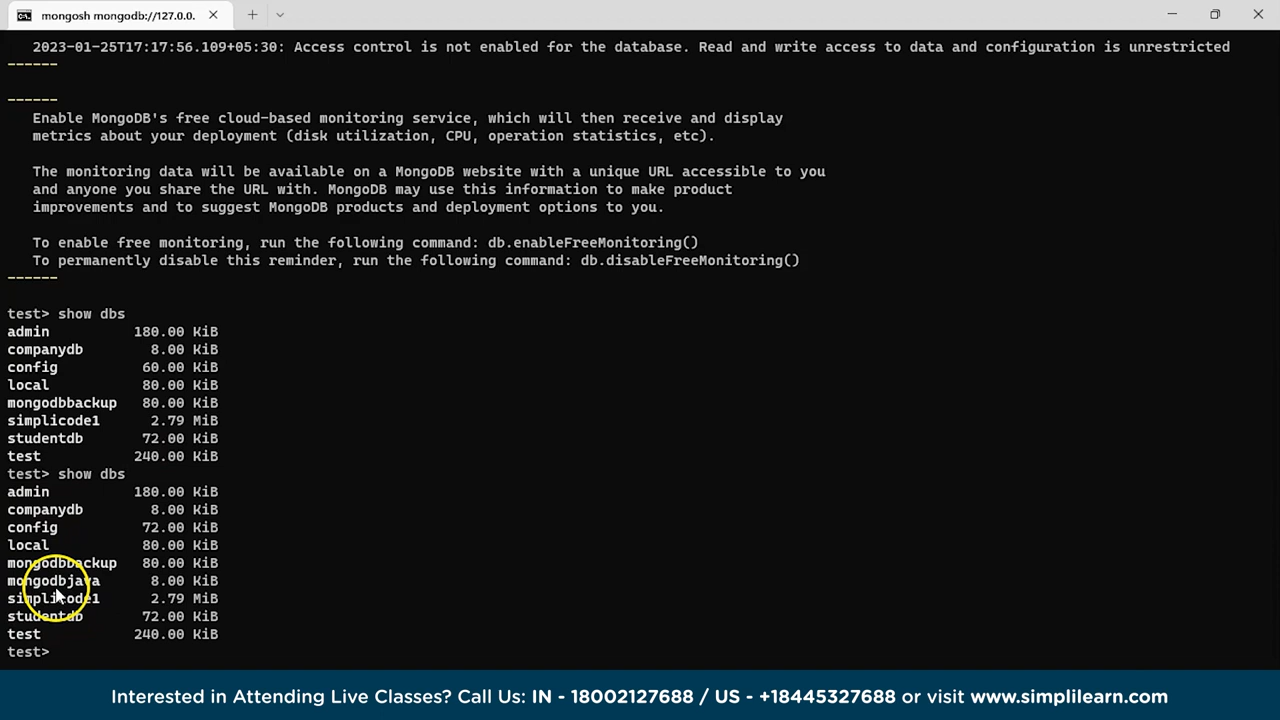 mongosh mongodb://127.0.0.
2023-01-25T17:17:56.109+05:30: Access control is not enabled for the database. Read and write access to data and configuration is unrestricted
------
------
Enable MongoDB's free cloud-based monitoring service, which will then receive and display
metrics about your deployment (disk utilization, CPU, operation statistics, etc).
The monitoring data will be available on a MongoDB website with a unique URL accessible to you
and anyone you share the URL with. MongoDB may use this information to make product
improvements and to suggest MongoDB products and deployment options to you.
To enable free monitoring, run the following command: db.enableFreeMonitoring()
To permanently disable this reminder, run the following command: db.disableFreeMonitoring()
------
test> show dbs
admin 180.00 KiB
companydb 8.00 KiB
config 60.00 KiB
local 80.00 KiB
mongodbbackup 80.00 KiB
simplicode1 2.79 MiB
studentdb 72.00 KiB
test 240.00 KiB
test> show dbs
admin 180.00 KiB
companydb 8.00 KiB
config 72.00 KiB
local 80.00 KiB
mongodbbackup 80.00 KiB
mongodbjava 8.00 KiB
simplicode1 2.79 MiB
studentdb 72.00 KiB
test 240.00 KiB
test>
Interested in Attending Live Classes? Call Us: IN - 18002127688 / US - +18445327688 or visit www.simplilearn.com